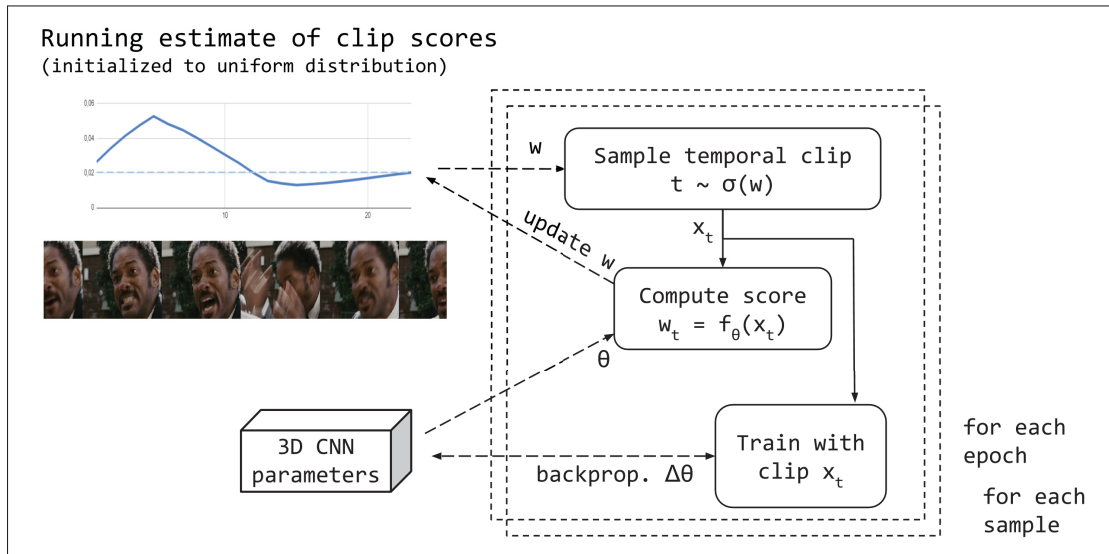 Running estimate of clip scores
(initialized to uniform distribution)
0,06
0,04
0,02
0
10
20
w
Sample temporal clip
t ~ σ(w)
x_t
update w
Compute score
w_t = f_θ(x_t)
θ
3D CNN
parameters
backprop. Δθ
Train with
clip x_t
for each
epoch
for each
sample